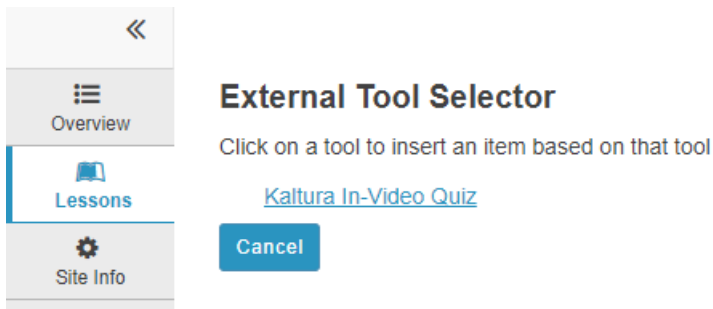 «
Overview
Lessons
Site Info
External Tool Selector
Click on a tool to insert an item based on that tool
Kaltura In-Video Quiz
Cancel